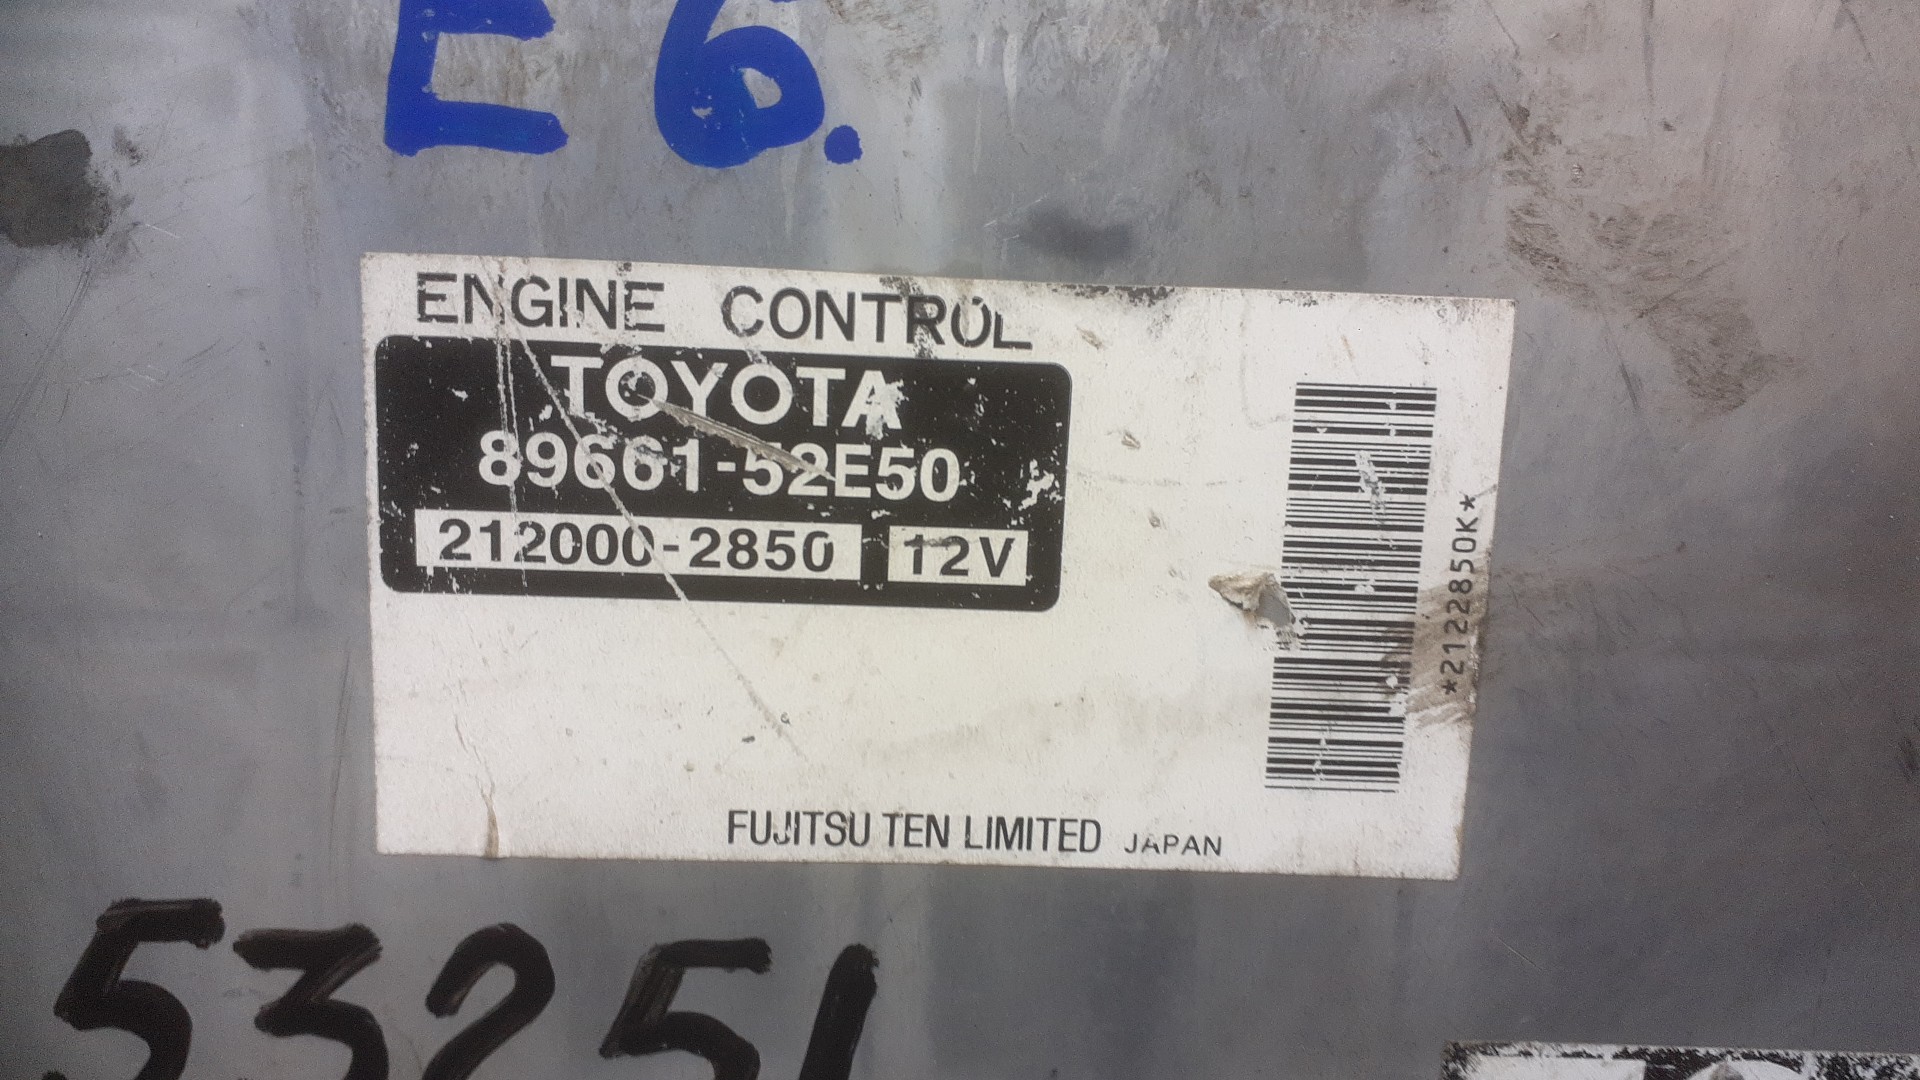 E6.
ENGINE CONTROL
TOYOTA
89661-52E50
212000-2850 12V
*2122850K*
FUJITSU TEN LIMITED JAPAN
53251